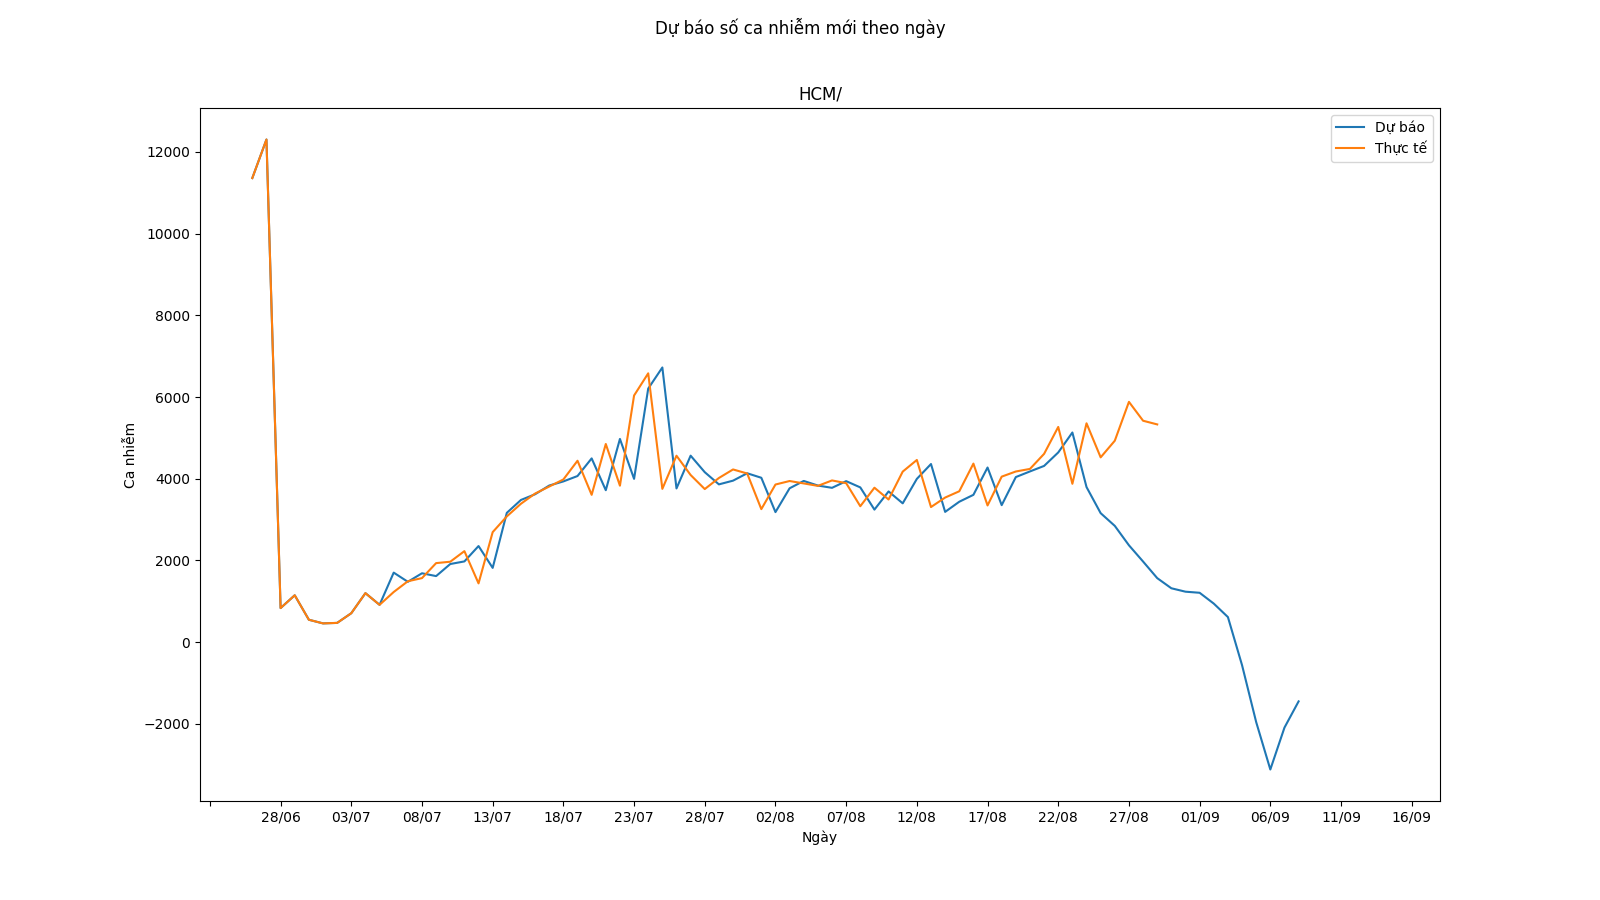 Dự báo số ca nhiễm mới theo ngày
HCM/
Dự báo
Thực tế
12000
10000
8000
6000
4000
2000
0
−2000
Ca nhiễm
28/06 03/07 08/07 13/07 18/07 23/07 28/07 02/08 07/08 12/08 17/08 22/08 27/08 01/09 06/09 11/09 16/09
Ngày